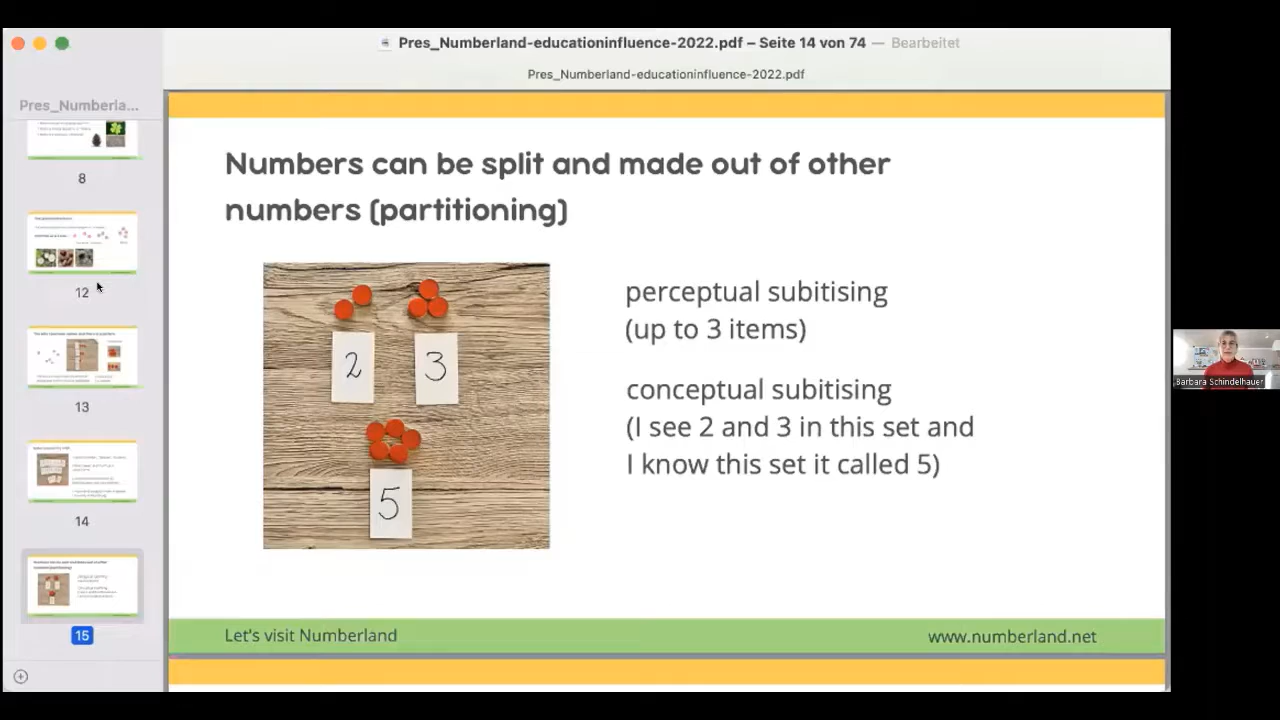 Pres_Numberland-educationinfluence-2022.pdf – Seite 14 von 74 — Bearbeitet
Pres_Numberland-educationinfluence-2022.pdf
Pres_Numberla...
8
12
13
14
15
Numbers can be split and made out of other
numbers (partitioning)
2 3
5
perceptual subitising
(up to 3 items)
conceptual subitising
(I see 2 and 3 in this set and
I know this set it called 5)
Let's visit Numberland
www.numberland.net
Barbara Schindelhauer